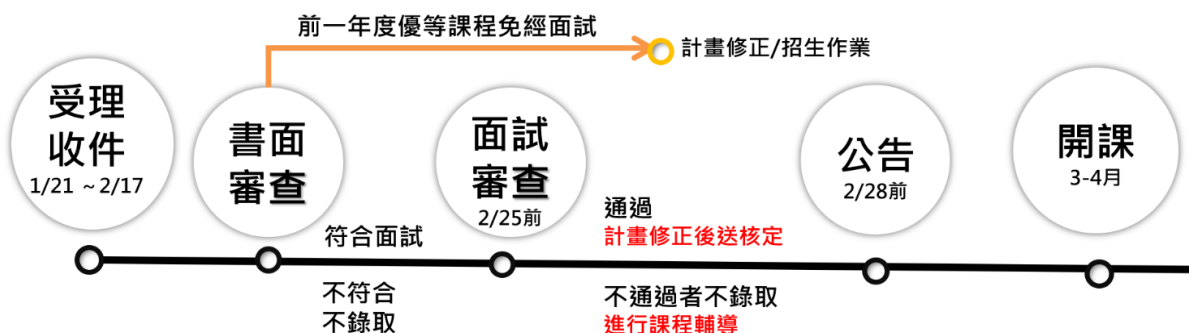 前一年度優等課程免經面試
計畫修正/招生作業
受理
收件
1/21 ~ 2/17
書面
審查
面試
審查
2/25前
公告
2/28前
開課
3-4月
符合面試
不符合
不錄取
通過
計畫修正後送核定
不通過者不錄取
進行課程輔導